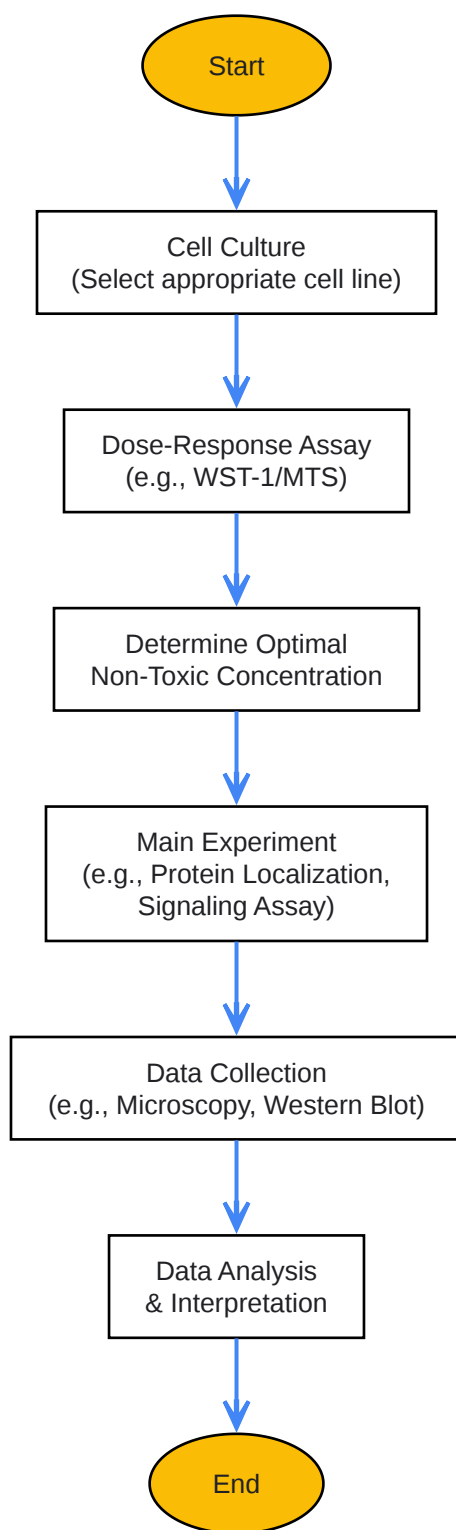 Start
Cell Culture
(Select appropriate cell line)
Dose-Response Assay
(e.g., WST-1/MTS)
Determine Optimal
Non-Toxic Concentration
Main Experiment
(e.g., Protein Localization,
Signaling Assay)
Data Collection
(e.g., Microscopy, Western Blot)
Data Analysis
& Interpretation
End